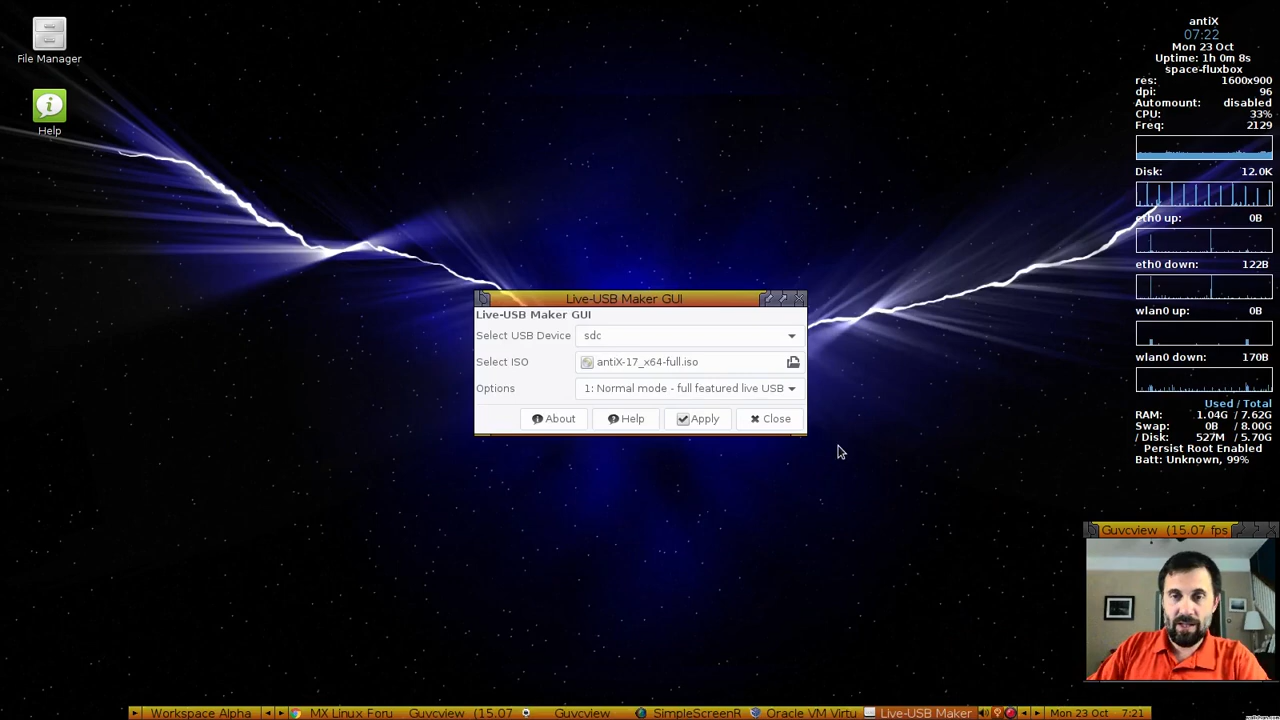 File Manager
Help
antiX
07:22
Mon 23 Oct
Uptime: 1h 0m 8s
space-fluxbox
res: 1600x900
dpi: 96
Automount: disabled
CPU: 33%
Freq: 2129
Disk: 12.0K
eth0 up: 0B
eth0 down: 122B
wlan0 up: 0B
wlan0 down: 170B
Used / Total
RAM: 1.04G / 7.62G
Swap: 0B / 8.00G
/ Disk: 527M / 5.70G
Persist Root Enabled
Batt: Unknown, 99%
Live-USB Maker GUI
Live-USB Maker GUI
Select USB Device sdc
Select ISO antiX-17_x64-full.iso
Options 1: Normal mode - full featured live USB
About Help Apply Close
Guvcview (15.07 fps
Workspace Alpha MX Linux Foru Guvcview (15.07 Guvcview SimpleScreenR Oracle VM Virtu Live-USB Maker Mon 23 Oct 7:21